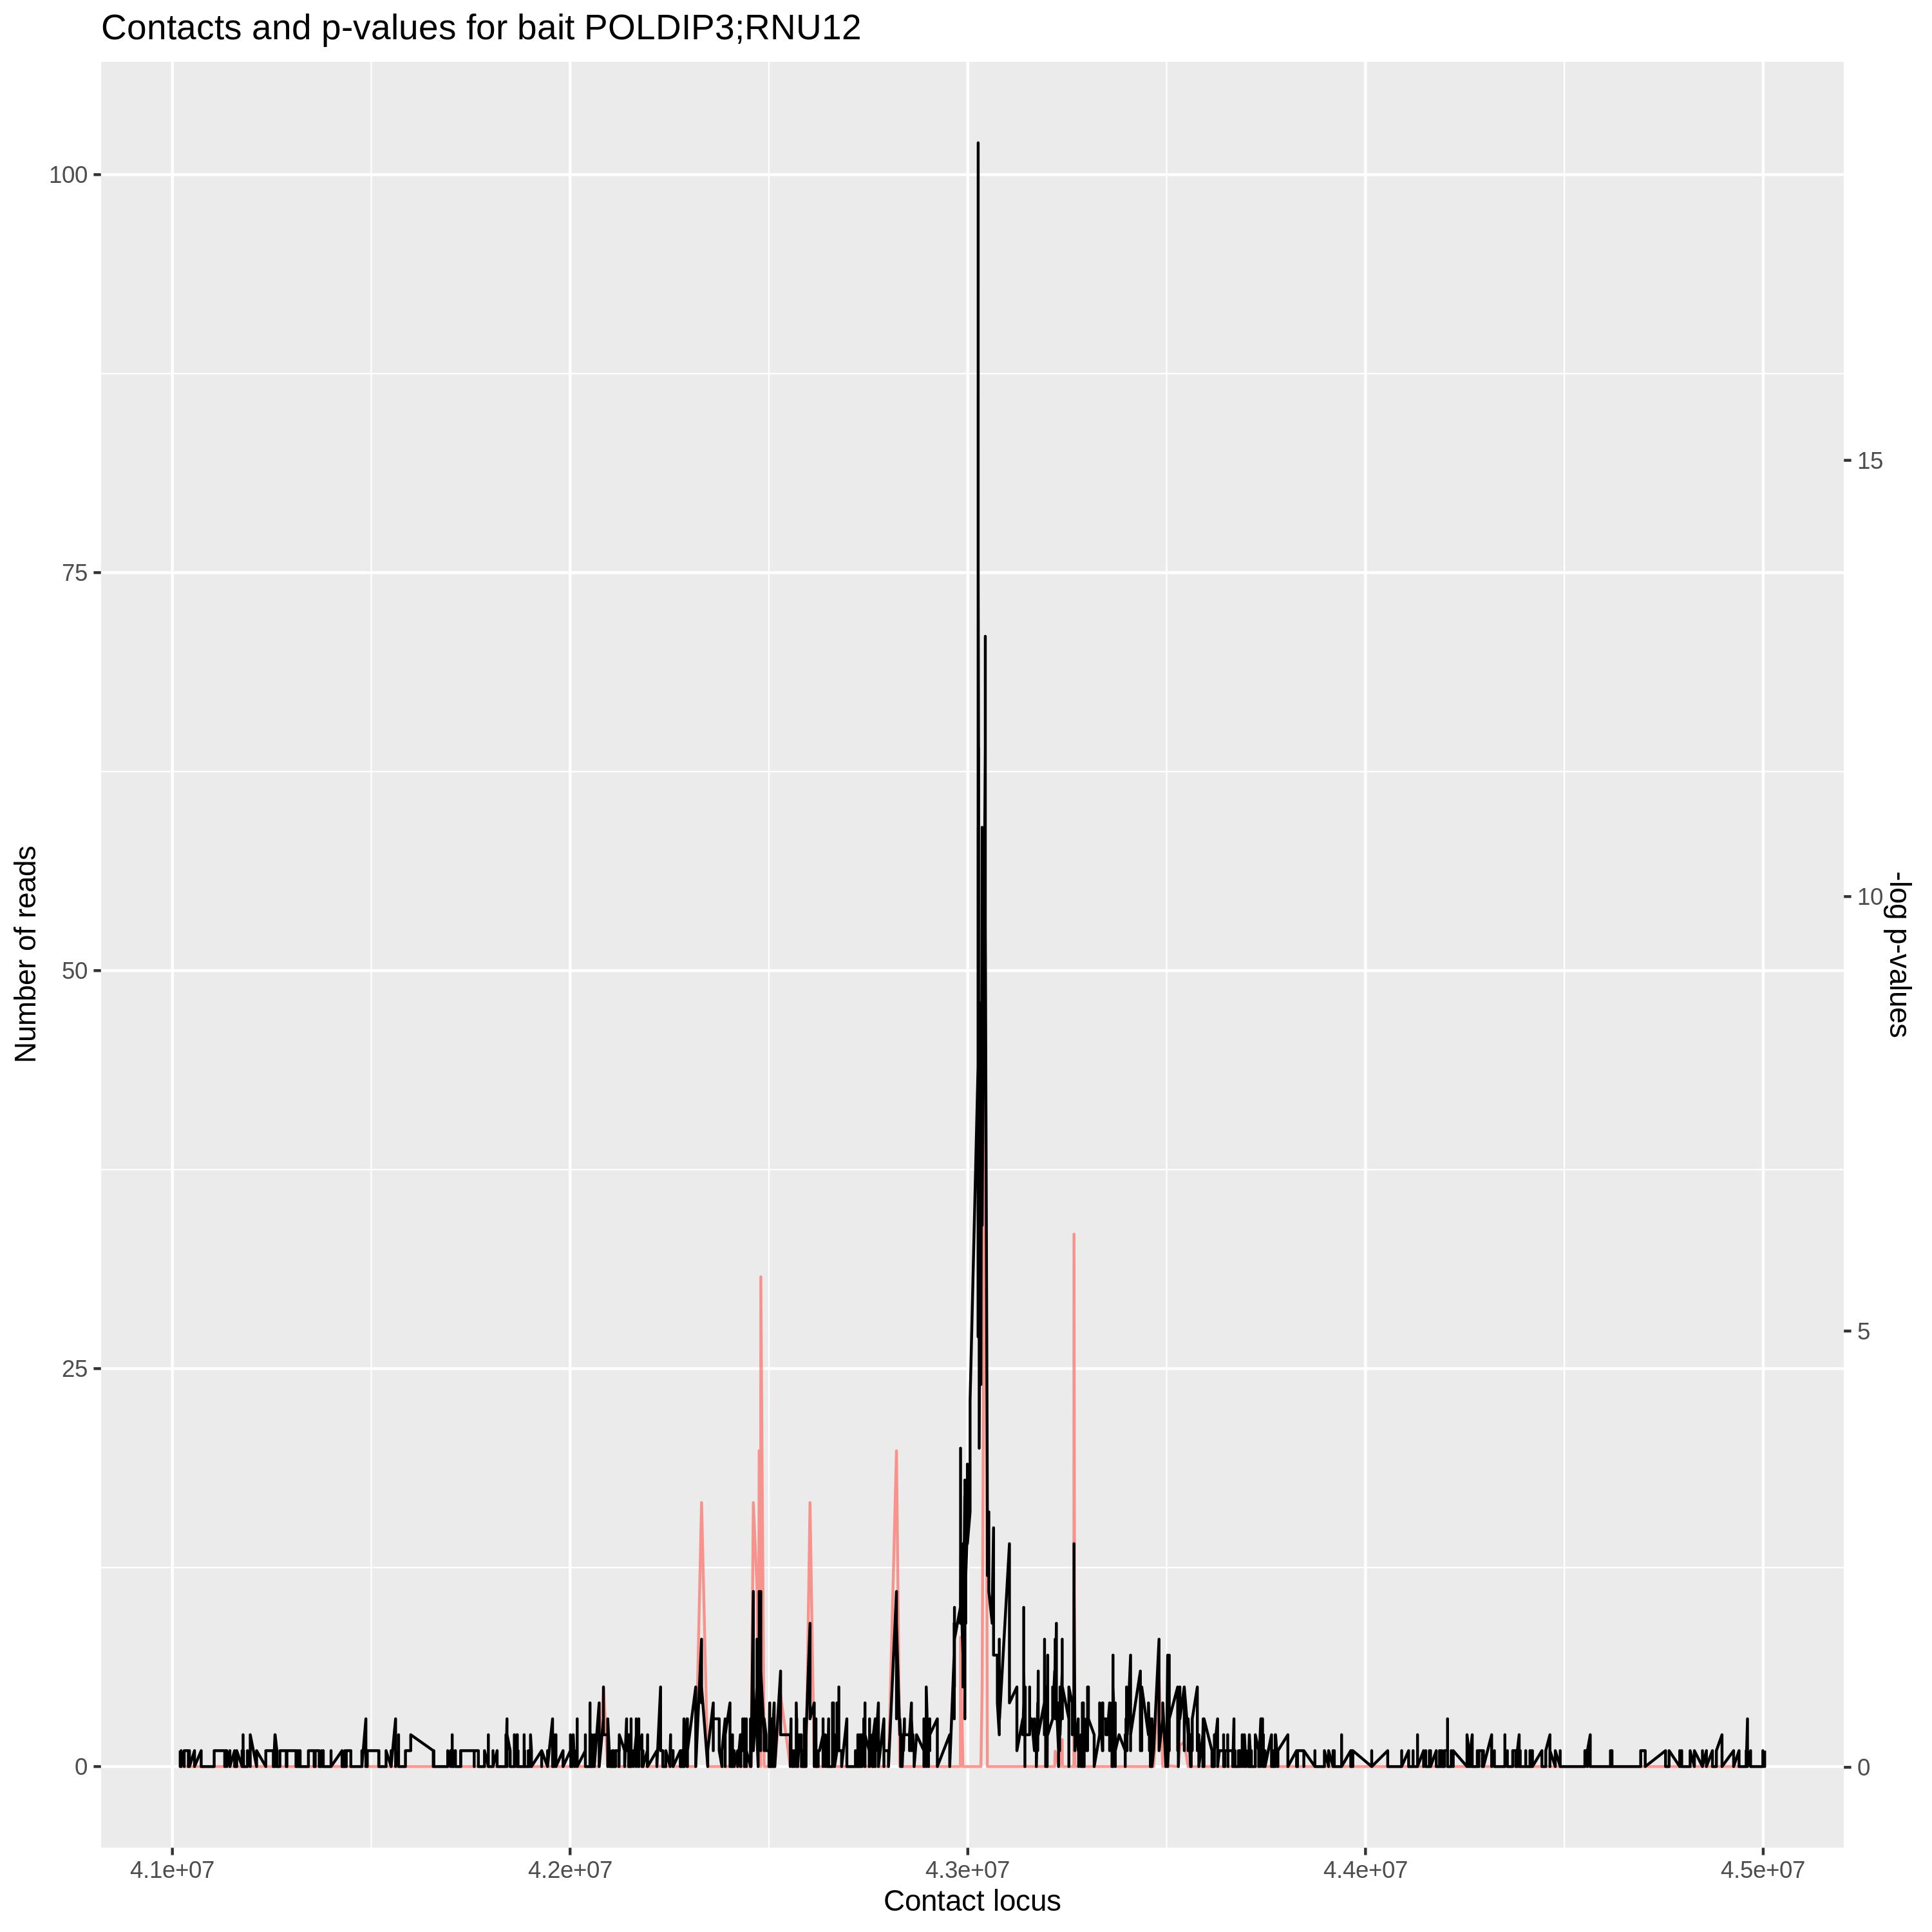 Contacts and p-values for bait POLDIP3;RNU12
100
75
50
25
0
Number of reads
15
10
5
0
-log p-values
4.1e+07 4.2e+07 4.3e+07 4.4e+07 4.5e+07
Contact locus